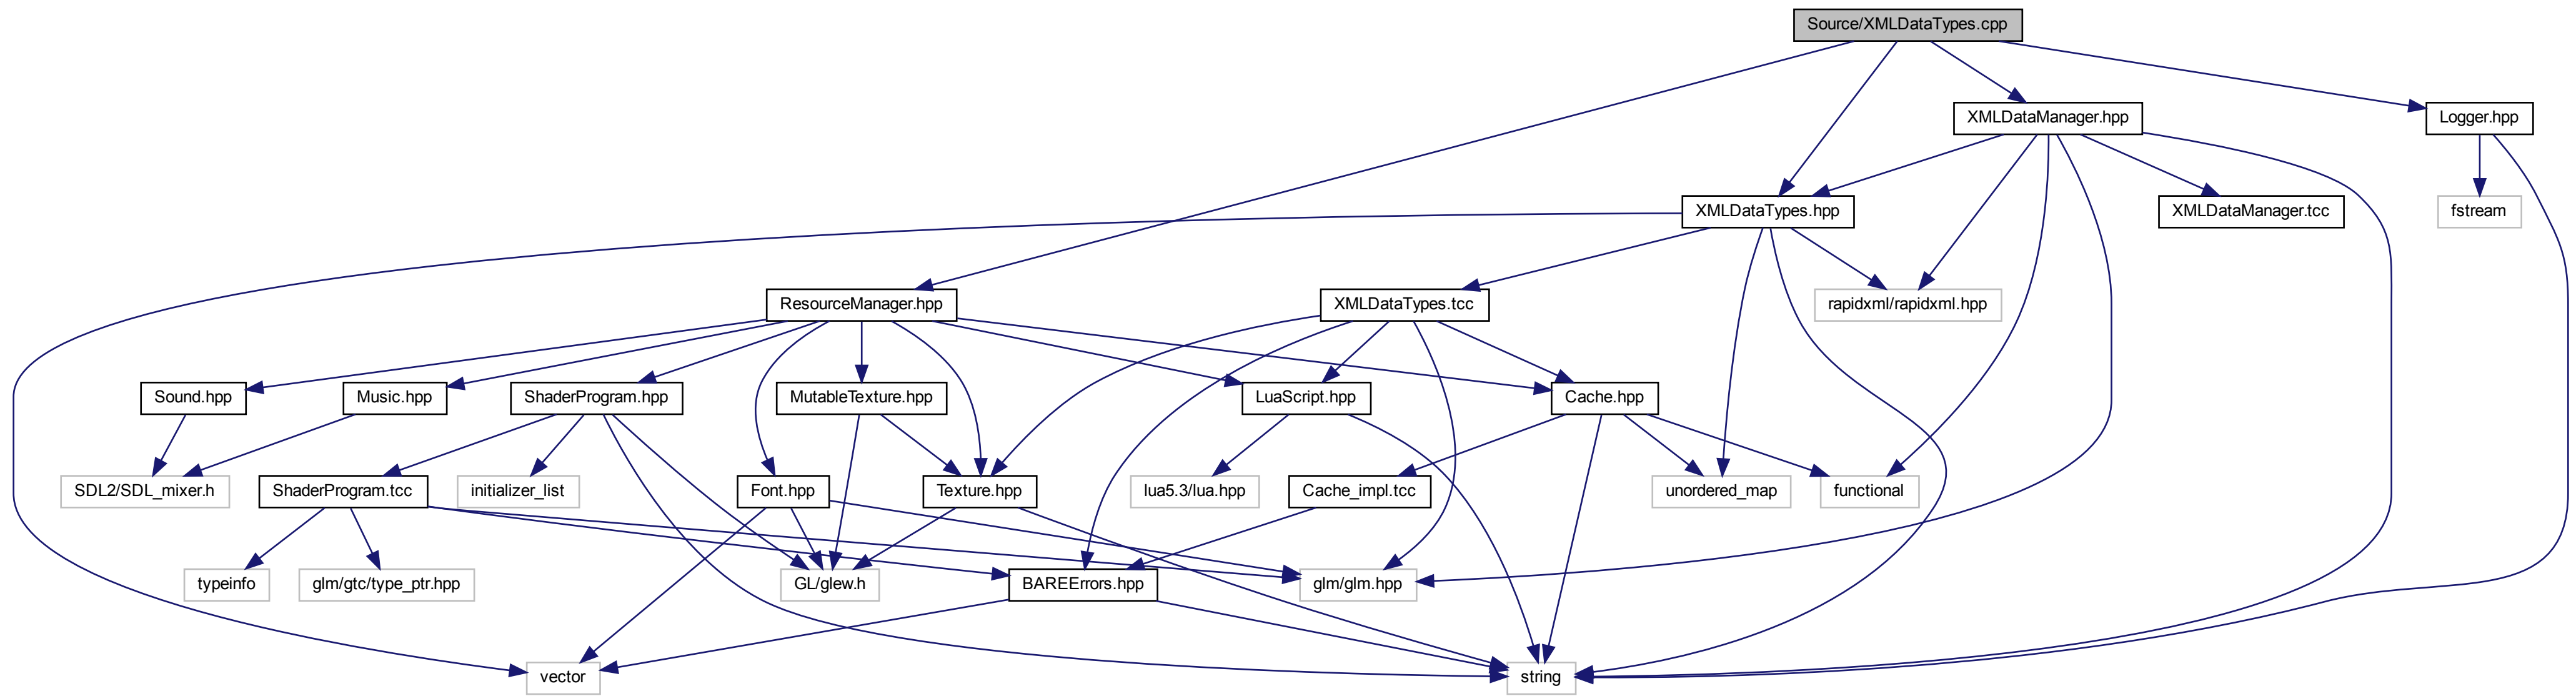 Source/XMLDataTypes.cpp
XMLDataManager.hpp
Logger.hpp
XMLDataTypes.hpp
XMLDataManager.tcc
fstream
ResourceManager.hpp
XMLDataTypes.tcc
rapidxml/rapidxml.hpp
Sound.hpp
Music.hpp
ShaderProgram.hpp
MutableTexture.hpp
LuaScript.hpp
Cache.hpp
SDL2/SDL_mixer.h
ShaderProgram.tcc
initializer_list
Font.hpp
Texture.hpp
lua5.3/lua.hpp
Cache_impl.tcc
unordered_map
functional
typeinfo
glm/gtc/type_ptr.hpp
GL/glew.h
BAREErrors.hpp
glm/glm.hpp
vector
string